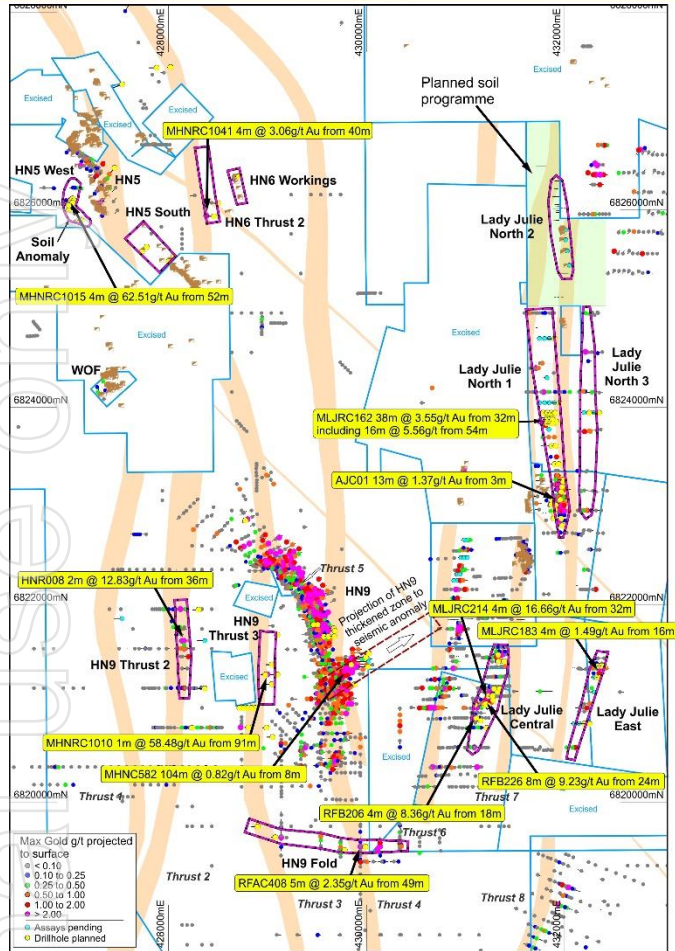 6826000mN
428000mE
430000mE
432000mE
Excised
Excised
Excised
Excised
Planned soil
programme
MHNRC1041 4m @ 3.06g/t Au from 40m
HN5 West
HN5
HN6 Workings
HN5 South
HN6 Thrust 2
6826000mN
6826000mN
Soil
Anomaly
Lady Julie
North 2
MHNRC1015 4m @ 62.51g/t Au from 52m
Excised
Excised
WOF
Lady Julie
North 1
Lady
Julie
North 3
6824000mN
6824000mN
MLJRC162 38m @ 3.55g/t Au from 32m
including 16m @ 5.56g/t from 54m
AJC01 13m @ 1.37g/t Au from 3m
Thrust 5
HNR008 2m @ 12.83g/t Au from 36m
HN9
6822000mN
6822000mN
Projection of HN9
thickened zone to
seismic anomaly
MLJRC214 4m @ 16.66g/t Au from 32m
HN9
Thrust 3
MLJRC183 4m @ 1.49g/t Au from 16m
HN9 Thrust 2
Excised
Lady Julie
Central
Lady Julie
East
MHNRC1010 1m @ 58.48g/t Au from 91m
MHNC582 104m @ 0.82g/t Au from 8m
RFB226 8m @ 9.23g/t Au from 24m
6820000mN
6820000mN
Thrust 4
Thrust 7
Excised
RFB206 4m @ 8.36g/t Au from 18m
Thrust 6
HN9 Fold
Thrust 2
RFAC408 5m @ 2.35g/t Au from 49m
Thrust 3
Thrust 4
Thrust 8
Max Gold g/t projected
to surface
< 0.10
0.10 to 0.25
0.25 to 0.50
0.50 to 1.00
1.00 to 2.00
> 2.00
Assays pending
Drillhole planned
428000mE
430000mE
432000mE